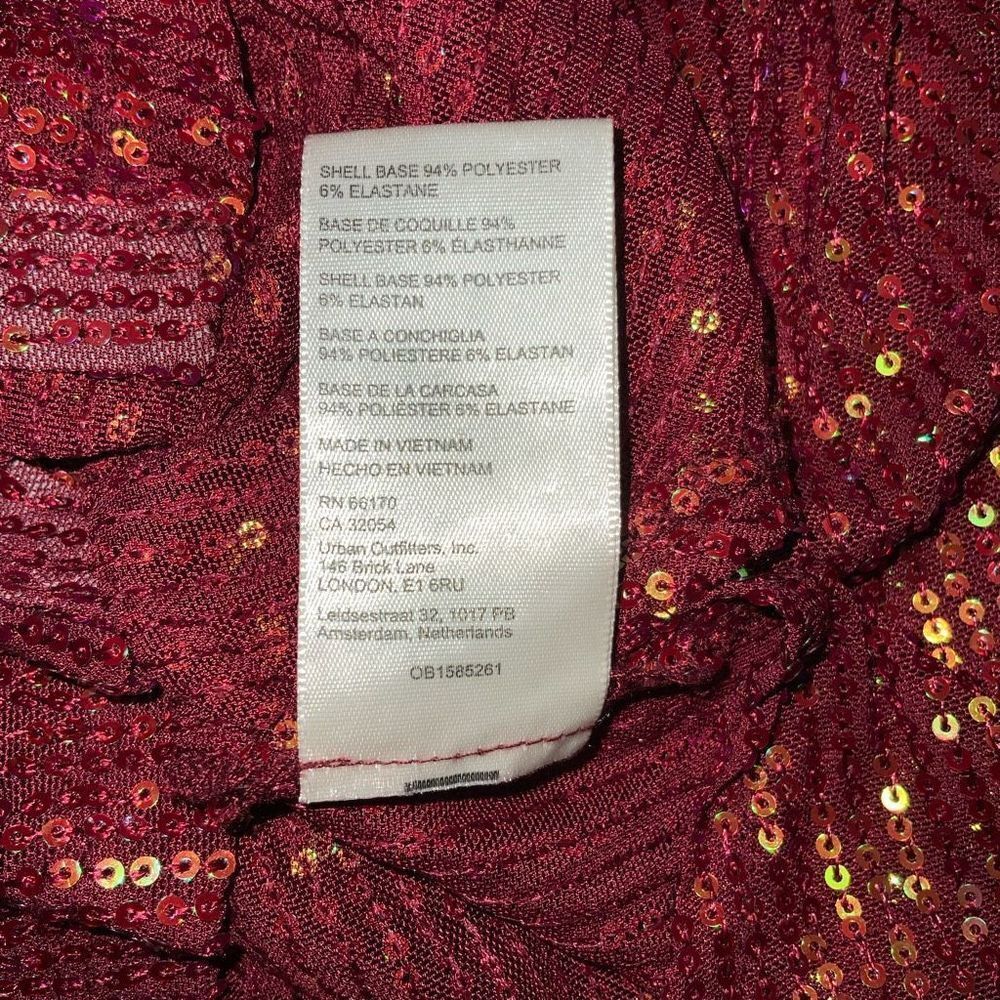 SHELL BASE 94% POLYESTER
6% ELASTANE
BASE DE COQUILLE 94%
POLYESTER 6% ÉLASTHANNE
SHELL BASE 94% POLYESTER
6% ELASTAN
BASE A CONCHIGLIA
94% POLIESTERE 6% ELASTAN
BASE DE LA CARCASA
94% POLIÉSTER 6% ELASTANE
MADE IN VIETNAM
HECHO EN VIETNAM
RN 66170
CA 32054
Urban Outfitters, Inc.
146 Brick Lane
LONDON, E1 6RU
Leidsestraat 32, 1017 PB
Amsterdam, Netherlands
OB1585261